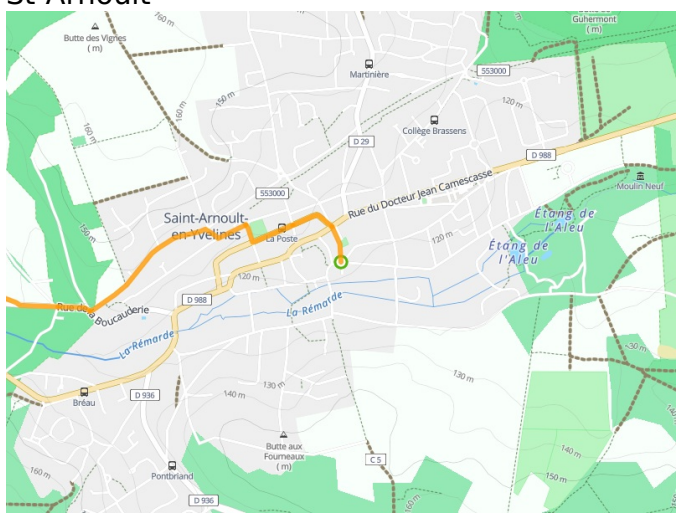 St-Arnoult
Butte des Vignes
( m)
160 m
Guhermont
( m)
Martinière
553000
150 m
160 m
120 m
Collège Brassens
D 29
D 988
Rue du Docteur Jean Camescasse
Moulin Neuf
553000
Saint-Arnoult-
en-Yvelines
La Poste
150 m
120 m
Étang de
l'Aleu
Étang de
l'Aleu
120 m
Rue de la Boucauderie
D 988
La Rémarde
La Rémarde
130 m
130 m
130 m
140 m
Bréau
D 936
Butte aux
Fourneaux
( m)
140 m
C 5
Pontbriand
160 m
150 m
D 936
160 m